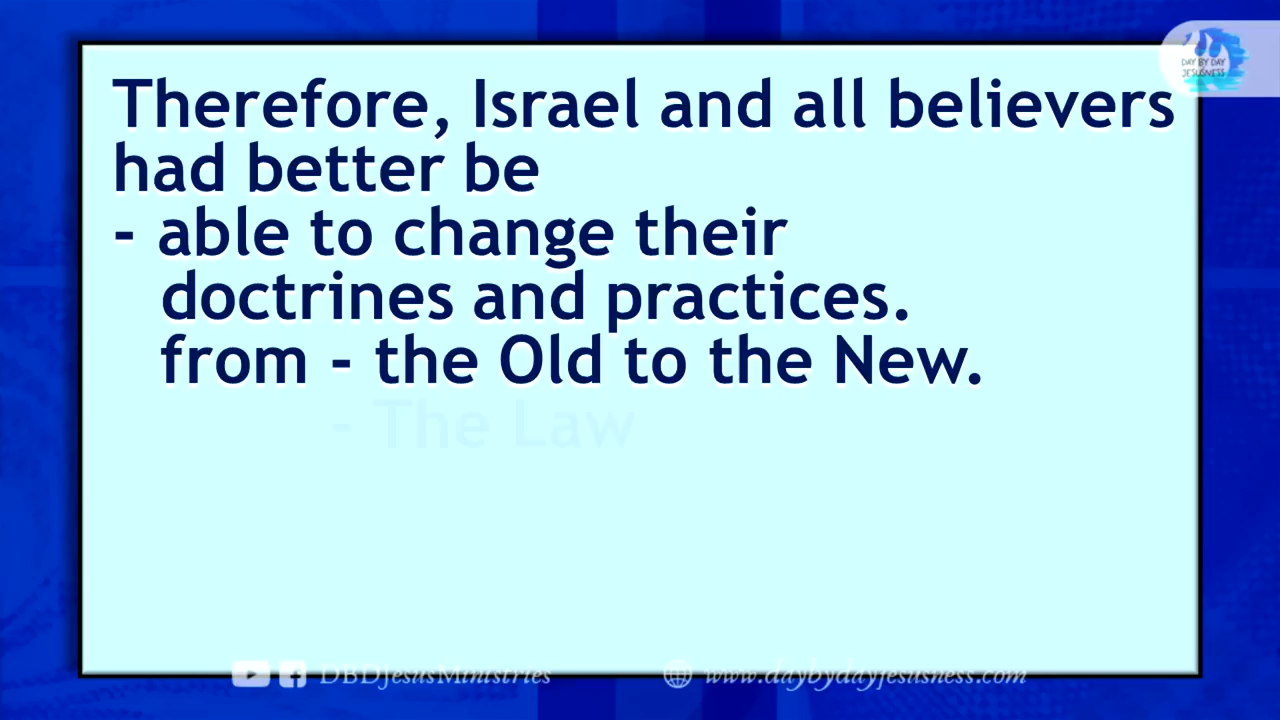 DAY BY DAY
JESUSNESS
Therefore, Israel and all believers
had better be
- able to change their
doctrines and practices.
from - the Old to the New.
- The Law
DBDJesusMinistries
www.daybydayjesusness.com